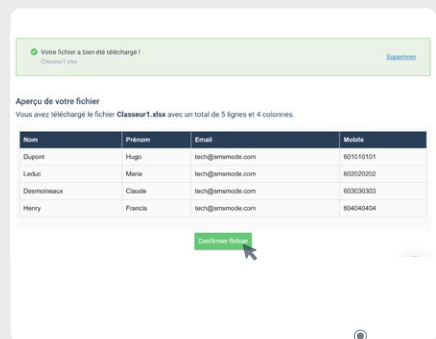 Votre fichier a bien été téléchargé !
Classeur1.xlsx
Supprimer
Aperçu de votre fichier
Vous avez téléchargé le fichier Classeur1.xlsx avec un total de 5 lignes et 4 colonnes.
Nom Prénom Email Mobile
Dupont Hugo tech@smsmode.com 601010101
Leduc Marie tech@smsmode.com 602020202
Desmoineaux Claude tech@smsmode.com 603030303
Henry Francis tech@smsmode.com 604040404
Confirmer fichier